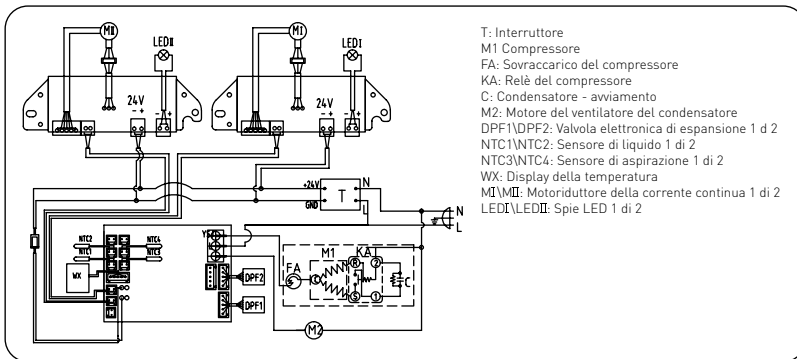 MⅡ
LEDⅡ
24V
- +
- +
MⅠ
LEDⅠ
24V
- +
- +
T: Interruttore
M1 Compressore
FA: Sovraccarico del compressore
KA: Relè del compressore
C: Condensatore - avviamento
M2: Motore del ventilatore del condensatore
DPF1\DPF2: Valvola elettronica di espansione 1 d 2
NTC1\NTC2: Sensore di liquido 1 di 2
NTC3\NTC4: Sensore di aspirazione 1 di 2
WX: Display della temperatura
MⅠ\MⅡ: Motoriduttore della corrente continua 1 di 2
LEDⅠ\LEDⅡ: Spie LED 1 di 2
+24V
GND
T
N
N
L
NTC2
NTC1
NTC4
NTC3
WX
DPF2
DPF1
FA
M1
C
KA
R
2
S
1
C
M2